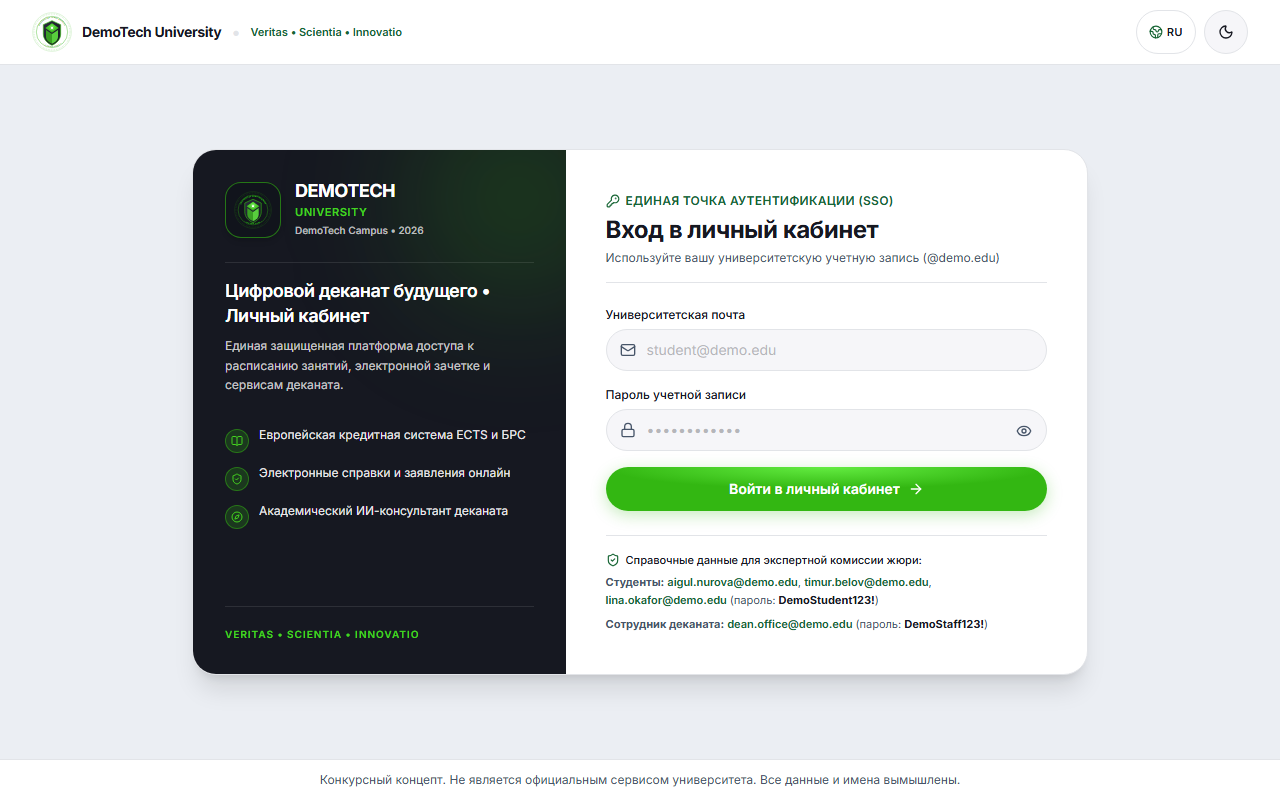 DemoTech University • Veritas • Scientia • Innovatio
RU
DEMOTECH
UNIVERSITY
DemoTech Campus • 2026
Цифровой деканат будущего •
Личный кабинет
Единая защищенная платформа доступа к
расписанию занятий, электронной зачетке и
сервисам деканата.
Европейская кредитная система ECTS и БРС
Электронные справки и заявления онлайн
Академический ИИ-консультант деканата
VERITAS • SCIENTIA • INNOVATIO
ЕДИНАЯ ТОЧКА АУТЕНТИФИКАЦИИ (SSO)
Вход в личный кабинет
Используйте вашу университетскую учетную запись (@demo.edu)
Университетская почта
student@demo.edu
Пароль учетной записи
••••••••••••
Войти в личный кабинет →
Справочные данные для экспертной комиссии жюри:
Студенты: aigul.nurova@demo.edu, timur.belov@demo.edu,
lina.okafor@demo.edu (пароль: DemoStudent123!)
Сотрудник деканата: dean.office@demo.edu (пароль: DemoStaff123!)
Конкурсный концепт. Не является официальным сервисом университета. Все данные и имена вымышлены.